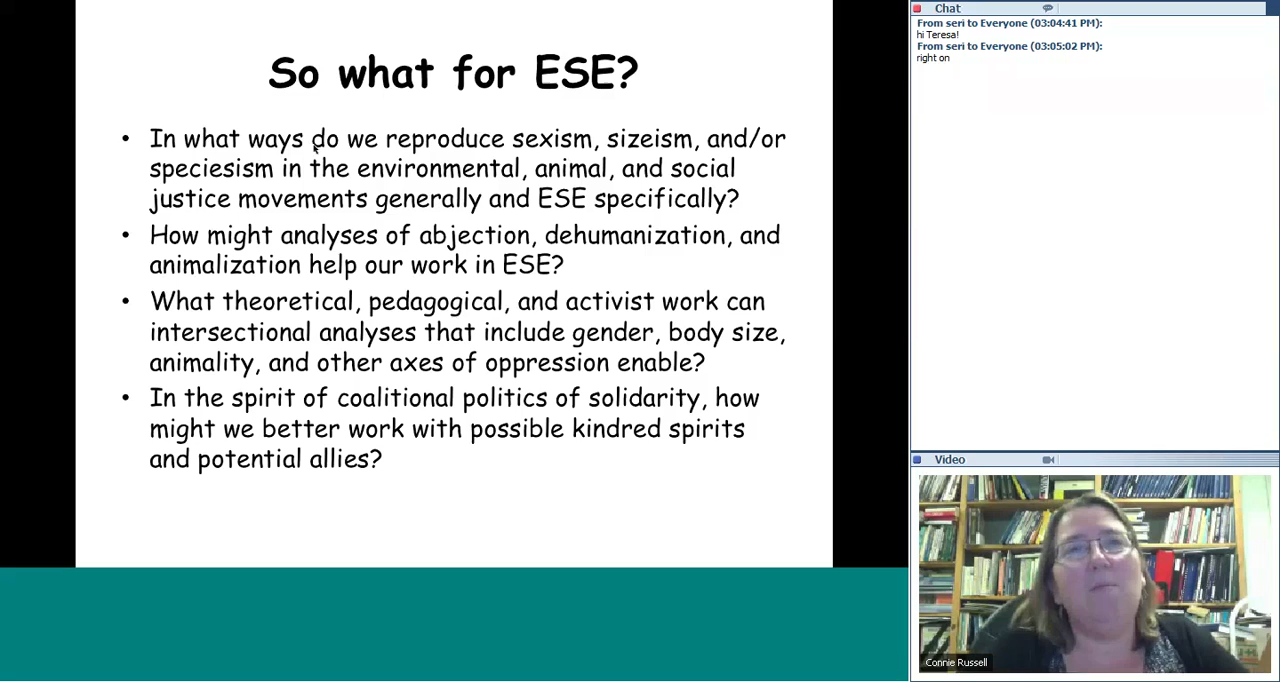 So what for ESE?
• In what ways do we reproduce sexism, sizeism, and/or
speciesism in the environmental, animal, and social
justice movements generally and ESE specifically?
• How might analyses of abjection, dehumanization, and
animalization help our work in ESE?
• What theoretical, pedagogical, and activist work can
intersectional analyses that include gender, body size,
animality, and other axes of oppression enable?
• In the spirit of coalitional politics of solidarity, how
might we better work with possible kindred spirits
and potential allies?
Chat
From seri to Everyone (03:04:41 PM):
hi Teresa!
From seri to Everyone (03:05:02 PM):
right on
Video
Connie Russell